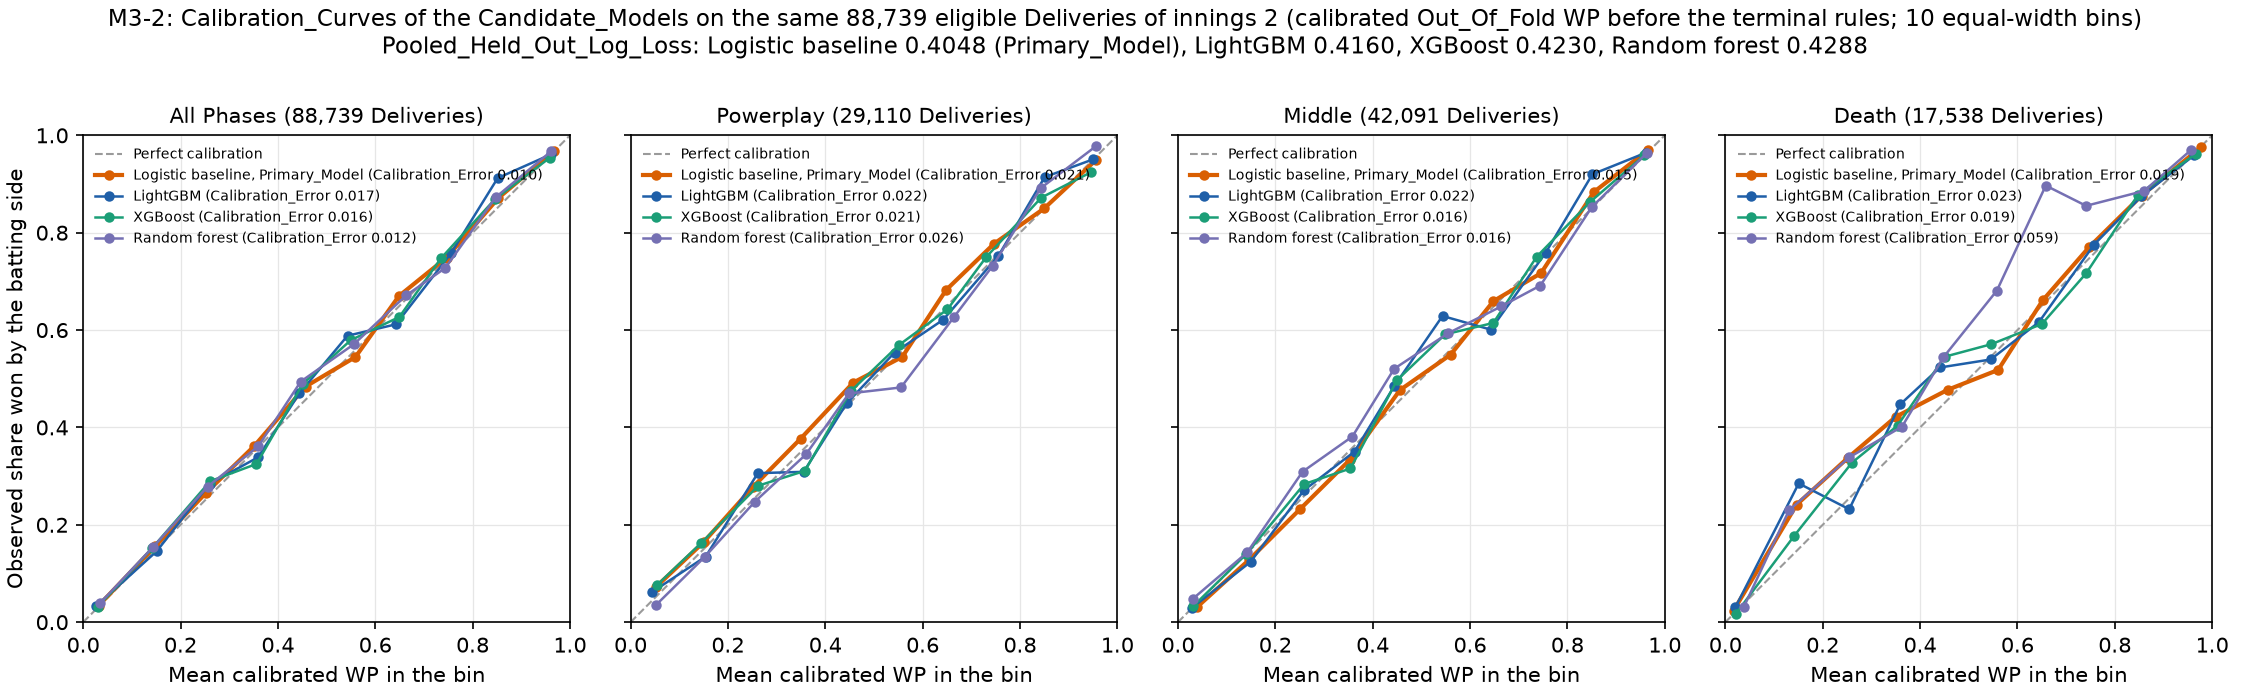 M3-2: Calibration_Curves of the Candidate_Models on the same 88,739 eligible Deliveries of innings 2 (calibrated Out_Of_Fold WP before the terminal rules; 10 equal-width bins)
Pooled_Held_Out_Log_Loss: Logistic baseline 0.4048 (Primary_Model), LightGBM 0.4160, XGBoost 0.4230, Random forest 0.4288
Observed share won by the batting side
All Phases (88,739 Deliveries)
1.0
0.8
0.6
0.4
0.2
0.0
Perfect calibration
Logistic baseline, Primary_Model (Calibration_Error 0.010)
LightGBM (Calibration_Error 0.017)
XGBoost (Calibration_Error 0.016)
Random forest (Calibration_Error 0.012)
0.0 0.2 0.4 0.6 0.8 1.0
Mean calibrated WP in the bin
Powerplay (29,110 Deliveries)
Perfect calibration
Logistic baseline, Primary_Model (Calibration_Error 0.021)
LightGBM (Calibration_Error 0.022)
XGBoost (Calibration_Error 0.021)
Random forest (Calibration_Error 0.026)
0.0 0.2 0.4 0.6 0.8 1.0
Mean calibrated WP in the bin
Middle (42,091 Deliveries)
Perfect calibration
Logistic baseline, Primary_Model (Calibration_Error 0.015)
LightGBM (Calibration_Error 0.022)
XGBoost (Calibration_Error 0.016)
Random forest (Calibration_Error 0.016)
0.0 0.2 0.4 0.6 0.8 1.0
Mean calibrated WP in the bin
Death (17,538 Deliveries)
Perfect calibration
Logistic baseline, Primary_Model (Calibration_Error 0.019)
LightGBM (Calibration_Error 0.023)
XGBoost (Calibration_Error 0.019)
Random forest (Calibration_Error 0.059)
0.0 0.2 0.4 0.6 0.8 1.0
Mean calibrated WP in the bin